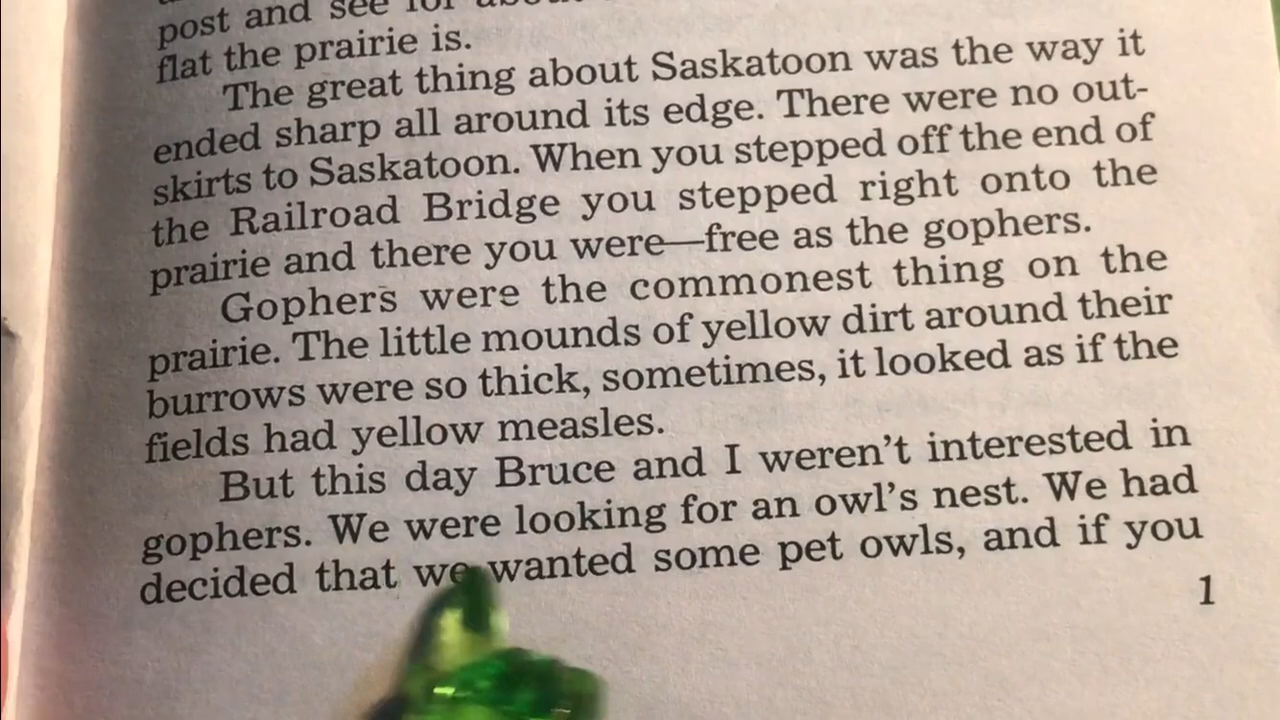 post and see for
flat the prairie is.
The great thing about Saskatoon was the way it
ended sharp all around its edge. There were no out-
skirts to Saskatoon. When you stepped off the end of
the Railroad Bridge you stepped right onto the
prairie and there you were—free as the gophers.
Gophers were the commonest thing on the
prairie. The little mounds of yellow dirt around their
burrows were so thick, sometimes, it looked as if the
fields had yellow measles.
But this day Bruce and I weren't interested in
gophers. We were looking for an owl's nest. We had
decided that we wanted some pet owls, and if you
1